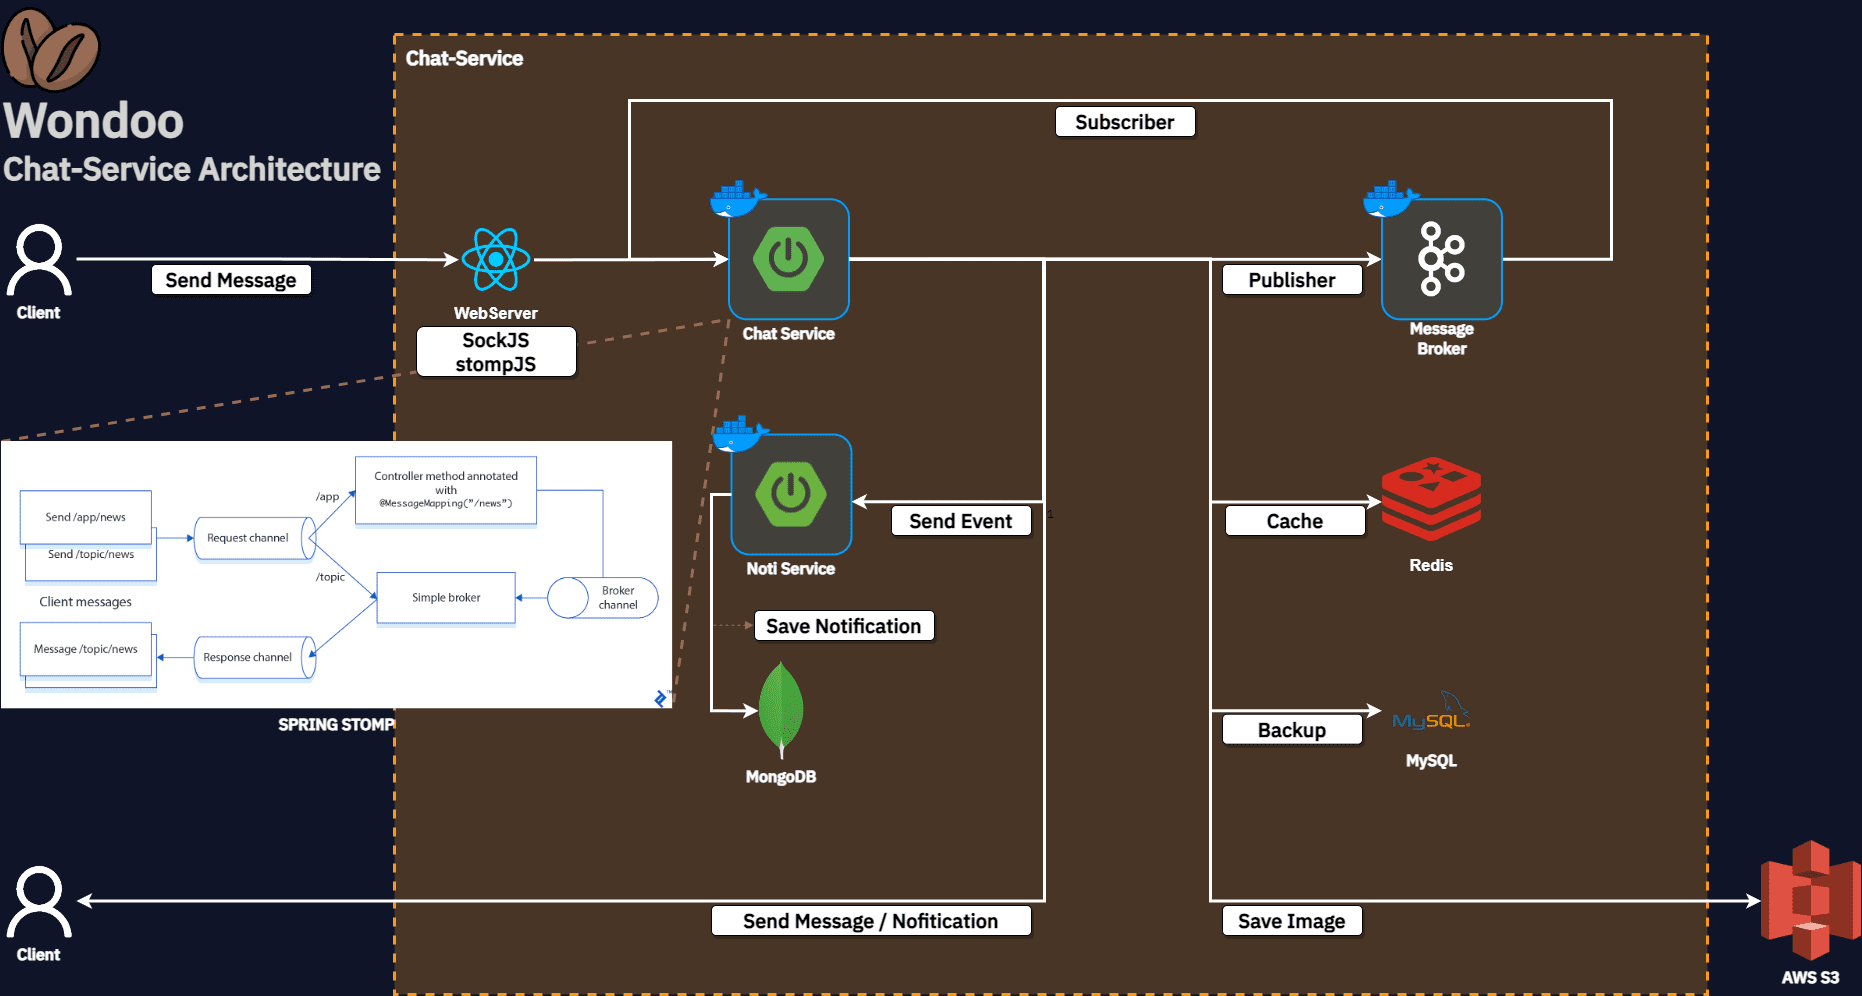 Wondoo
Chat-Service Architecture
Chat-Service
Subscriber
Send Message
Client
WebServer
SockJS
stompJS
Chat Service
Publisher
Message
Broker
Controller method annotated
with
@MessageMapping("/news")
/app
Send /app/news
Send /topic/news
Request channel
/topic
Client messages
Simple broker
Broker
channel
Message /topic/news
Response channel
SPRING STOMP
Send Event
1
Noti Service
Save Notification
MongoDB
Cache
Redis
Backup
MySQL
MySQL
Client
Send Message / Nofitication
Save Image
AWS S3